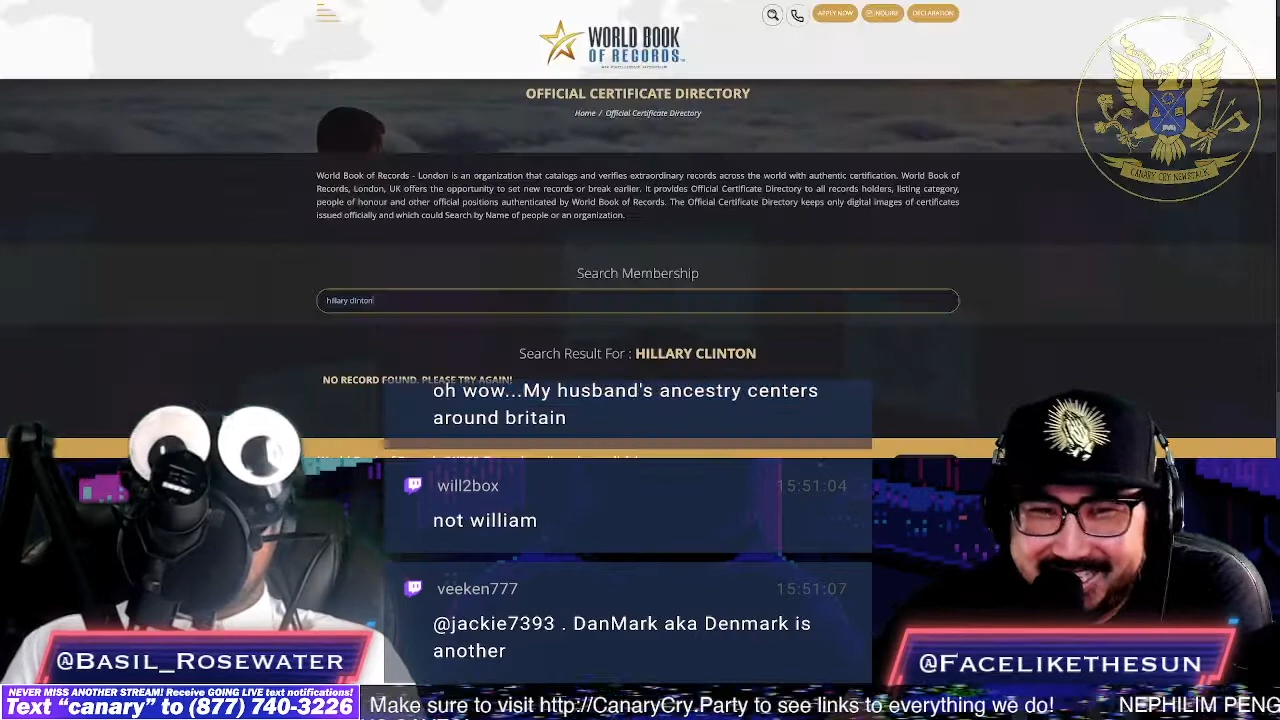 APPLY NOW
INQUIRE
DECLARATION
WORLD BOOK
OF RECORDS
OFFICIAL CERTIFICATE DIRECTORY
Home / Official Certificate Directory
CANARY CRY NEWSTALK
World Book of Records - London is an organization that catalogs and verifies extraordinary records across the world with authentic certification. World Book of
Records, London, UK offers the opportunity to set new records or break earlier. It provides Official Certificate Directory to all records holders, listing category,
people of honour and other official positions authenticated by World Book of Records. The Official Certificate Directory keeps only digital images of certificates
issued officially and which could Search by Name of people or an organization.
Search Membership
hillary clinton
Search Result For : HILLARY CLINTON
NO RECORD FOUND. PLEASE TRY AGAIN!
oh wow...My husband's ancestry centers
around britain
will2box 15:51:04
not william
veeken777 15:51:07
@jackie7393 . DanMark aka Denmark is
another
@BASIL_ROSEWATER
@FACELIKETHESUN
NEVER MISS ANOTHER STREAM! Receive GOING LIVE text notifications!
Text “canary” to (877) 740-3226
Make sure to visit http://CanaryCry.Party to see links to everything we do! NEPHILIM PENG